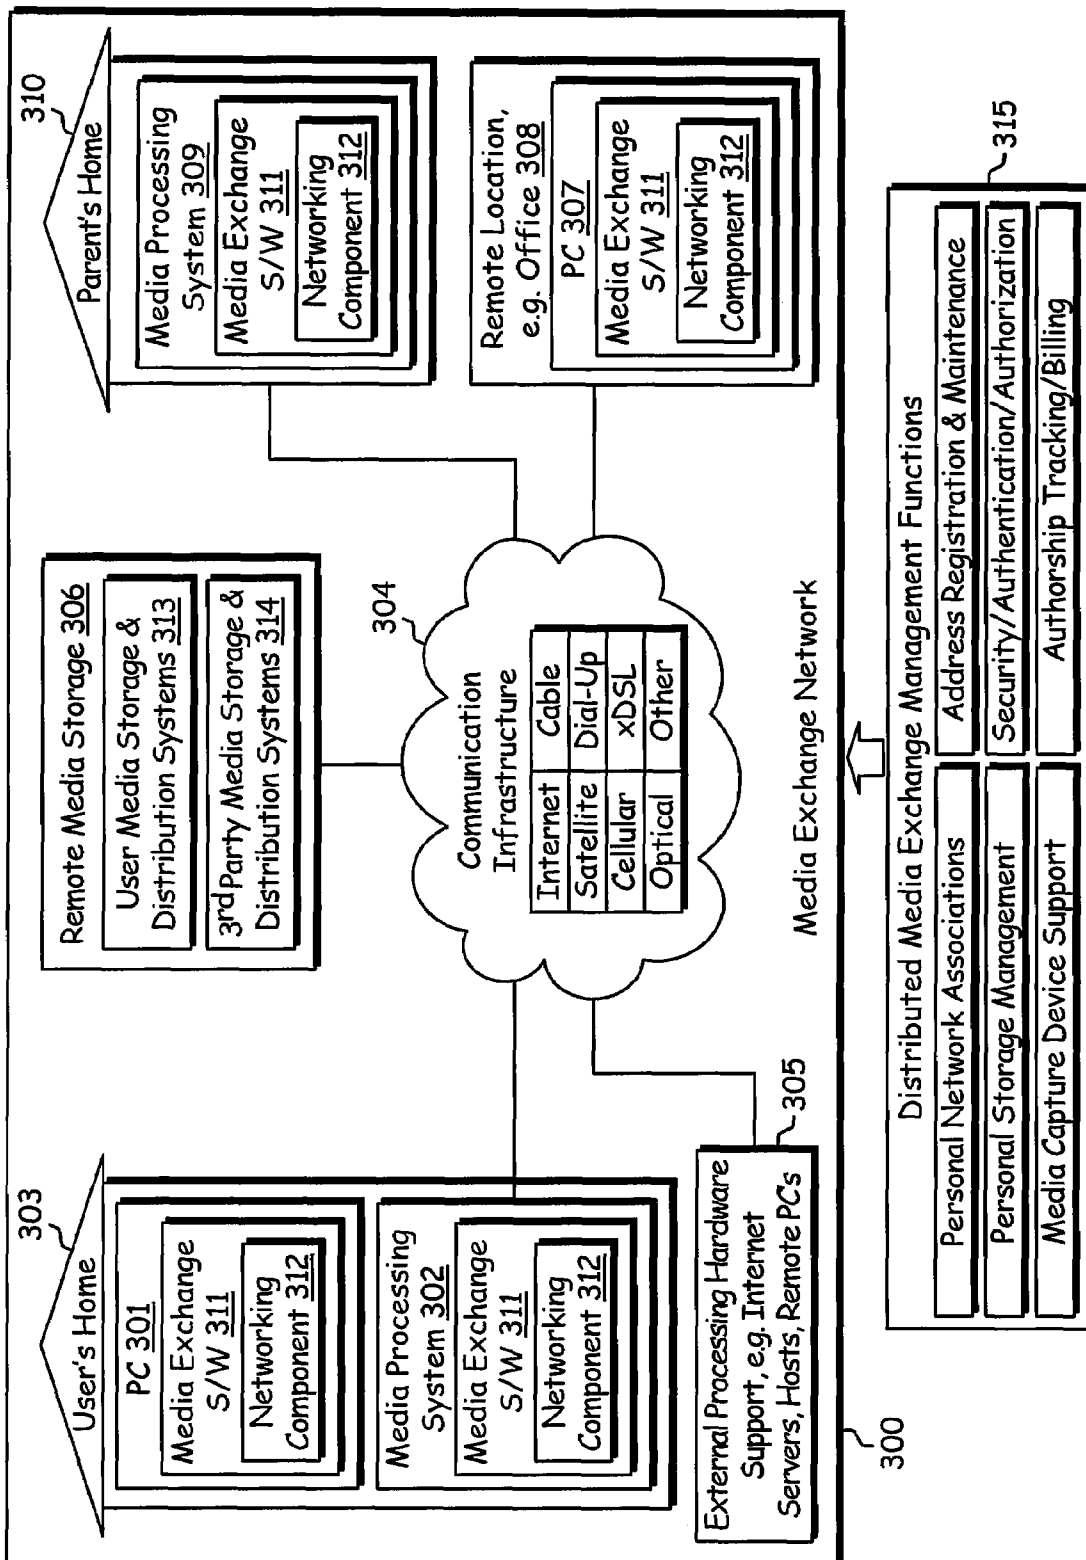 303
User's Home
PC 301
Media Exchange
S/W 311
Networking
Component 312
Media Processing
System 302
Media Exchange
S/W 311
Networking
Component 312
External Processing Hardware
Support, e.g. Internet
Servers, Hosts, Remote PCs
305
300
Remote Media Storage 306
User Media Storage &
Distribution Systems 313
3rd Party Media Storage &
Distribution Systems 314
304
Communication
Infrastructure
Internet Cable
Satellite Dial-Up
Cellular xDSL
Optical Other
Media Exchange Network
310
Parent's Home
Media Processing
System 309
Media Exchange
S/W 311
Networking
Component 312
Remote Location,
e.g. Office 308
PC 307
Media Exchange
S/W 311
Networking
Component 312
Distributed Media Exchange Management Functions
315
Personal Network Associations Address Registration & Maintenance
Personal Storage Management Security/Authentication/Authorization
Media Capture Device Support Authorship Tracking/Billing